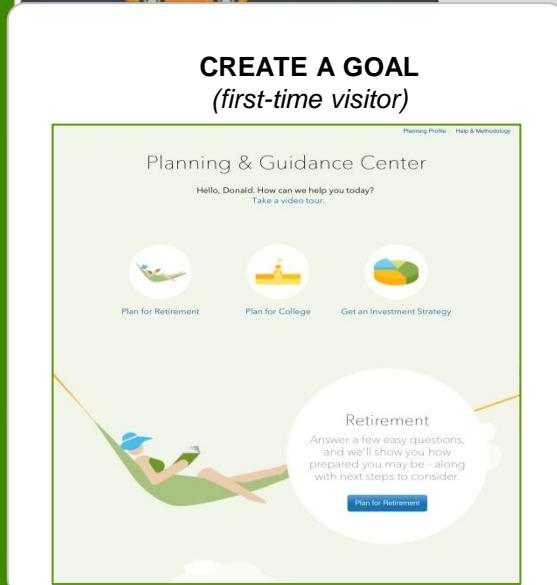 CREATE A GOAL
(first-time visitor)
Planning Profile Help & Methodology
Planning & Guidance Center
Hello, Donald. How can we help you today?
Take a video tour.
Plan for Retirement Plan for College Get an Investment Strategy
Retirement
Answer a few easy questions,
and we'll show you how
prepared you may be - along
with next steps to consider.
Plan for Retirement